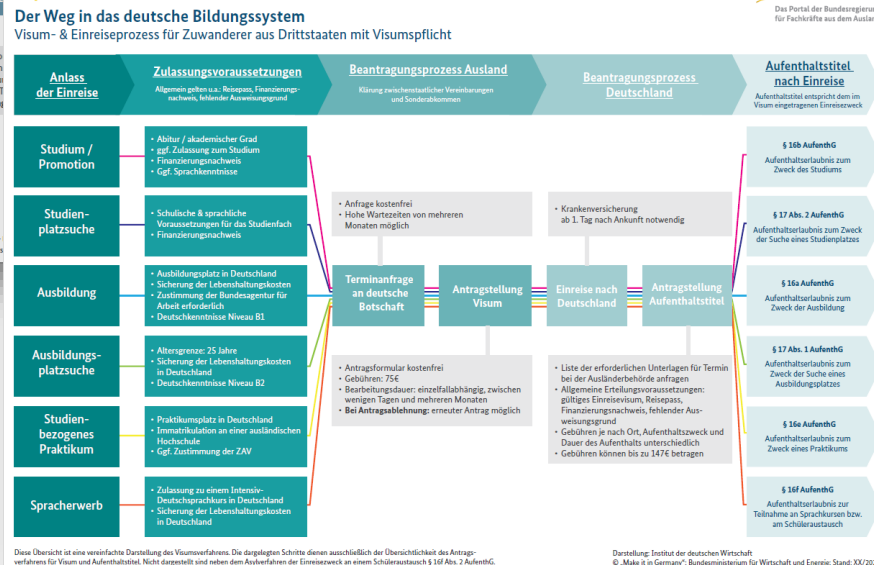 Der Weg in das deutsche Bildungssystem
Visum- & Einreiseprozess für Zuwanderer aus Drittstaaten mit Visumspflicht
Das Portal der Bundesregierung
für Fachkräfte aus dem Ausland
Anlass
der Einreise
Zulassungsvoraussetzungen
Allgemein gelten u.a.: Reisepass, Finanzierungs-
nachweis, fehlender Ausweisungsgrund
Beantragungsprozess Ausland
Klärung zwischenstaatlicher Vereinbarungen
und Sonderabkommen
Beantragungsprozess
Deutschland
Aufenthaltstitel
nach Einreise
Aufenthaltstitel entspricht dem im
Visum eingetragenen Einreisezweck
Studium /
Promotion
• Abitur / akademischer Grad
• ggf. Zulassung zum Studium
• Finanzierungsnachweis
• Ggf. Sprachkenntnisse
§ 16b AufenthG
Aufenthaltserlaubnis zum
Zweck des Studiums
Studien-
platzsuche
• Schulische & sprachliche
Voraussetzungen für das Studienfach
• Finanzierungsnachweis
• Anfrage kostenfrei
• Hohe Wartezeiten von mehreren
Monaten möglich
• Krankenversicherung
ab 1. Tag nach Ankunft notwendig
§ 17 Abs. 2 AufenthG
Aufenthaltserlaubnis zum Zweck
der Suche eines Studienplatzes
Ausbildung
• Ausbildungsplatz in Deutschland
• Sicherung der Lebenshaltungskosten
• Zustimmung der Bundesagentur für
Arbeit erforderlich
• Deutschkenntnisse Niveau B1
Terminanfrage
an deutsche
Botschaft
Antragstellung
Visum
Einreise nach
Deutschland
Antragstellung
Aufenthaltstitel
§ 16a AufenthG
Aufenthaltserlaubnis zum
Zweck der Ausbildung
Ausbildungs-
platzsuche
• Altersgrenze: 25 Jahre
• Sicherung der Lebenshaltungskosten
in Deutschland
• Deutschkenntnisse Niveau B2
• Antragsformular kostenfrei
• Gebühren: 75€
• Bearbeitungsdauer: einzelfallabhängig, zwischen
wenigen Tagen und mehreren Monaten
• Bei Antragsablehnung: erneuter Antrag möglich
• Liste der erforderlichen Unterlagen für Termin
bei der Ausländerbehörde anfragen
• Allgemeine Erteilungsvoraussetzungen:
gültiges Einreisevisum, Reisepass,
Finanzierungsnachweis, fehlender Aus-
weisungsgrund
• Gebühren je nach Ort, Aufenthaltszweck und
Dauer des Aufenthalts unterschiedlich
• Gebühren können bis zu 147€ betragen
§ 17 Abs. 1 AufenthG
Aufenthaltserlaubnis zum
Zweck der Suche eines
Ausbildungsplatzes
Studien-
bezogenes
Praktikum
• Praktikumsplatz in Deutschland
• Immatrikulation an einer ausländischen
Hochschule
• Ggf. Zustimmung der ZAV
§ 16e AufenthG
Aufenthaltserlaubnis zum
Zweck eines Praktikums
Spracherwerb
• Zulassung zu einem Intensiv-
Deutschsprachkurs in Deutschland
• Sicherung der Lebenshaltungskosten
in Deutschland
§ 16f AufenthG
Aufenthaltserlaubnis zur
Teilnahme an Sprachkursen bzw.
am Schüleraustausch
Diese Übersicht ist eine vereinfachte Darstellung des Visumsverfahrens. Die dargelegten Schritte dienen ausschließlich der Übersichtlichkeit des Antrags-
verfahrens für Visum und Aufenthaltstitel. Nicht dargestellt sind neben dem Asylverfahren der Einreisezweck an einem Schüleraustausch § 16f Abs. 2 AufenthG.
Darstellung: Institut der deutschen Wirtschaft
© „Make it in Germany“: Bundesministerium für Wirtschaft und Energie; Stand: XX/202